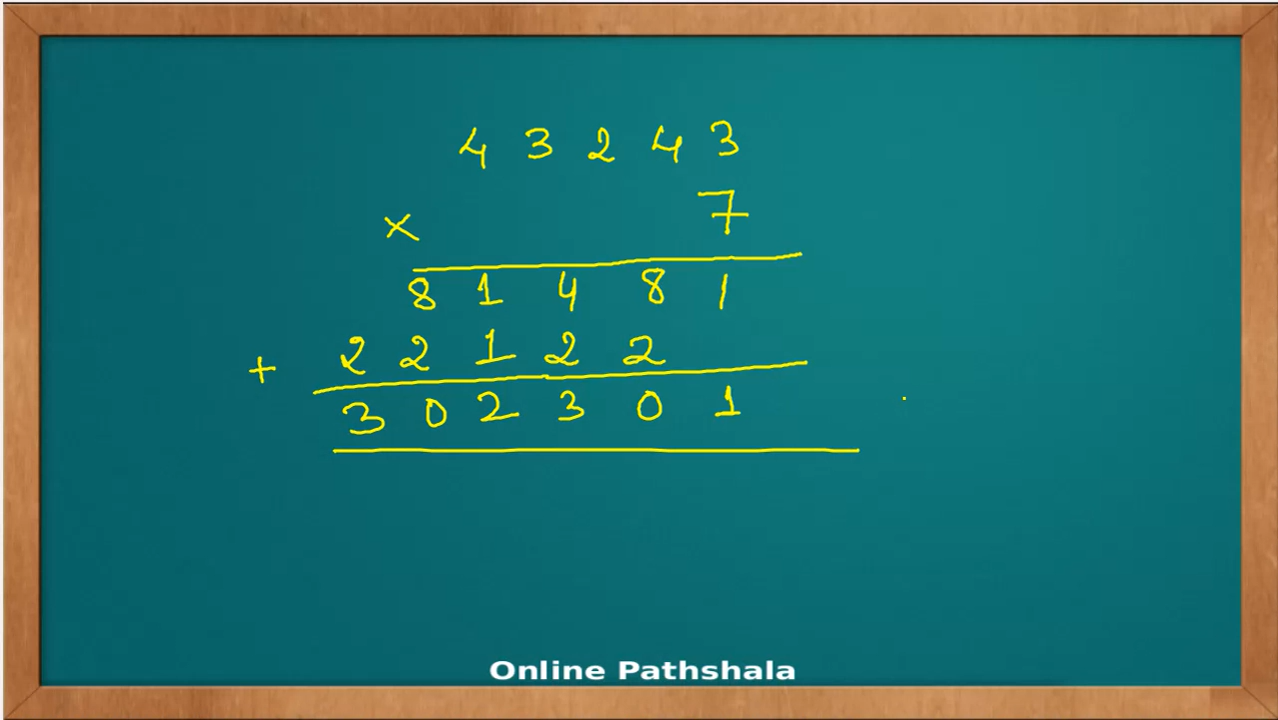 4 3 2 4 3
× 7
8 1 4 8 1
+ 2 2 1 2 2
3 0 2 3 0 1
Online Pathshala